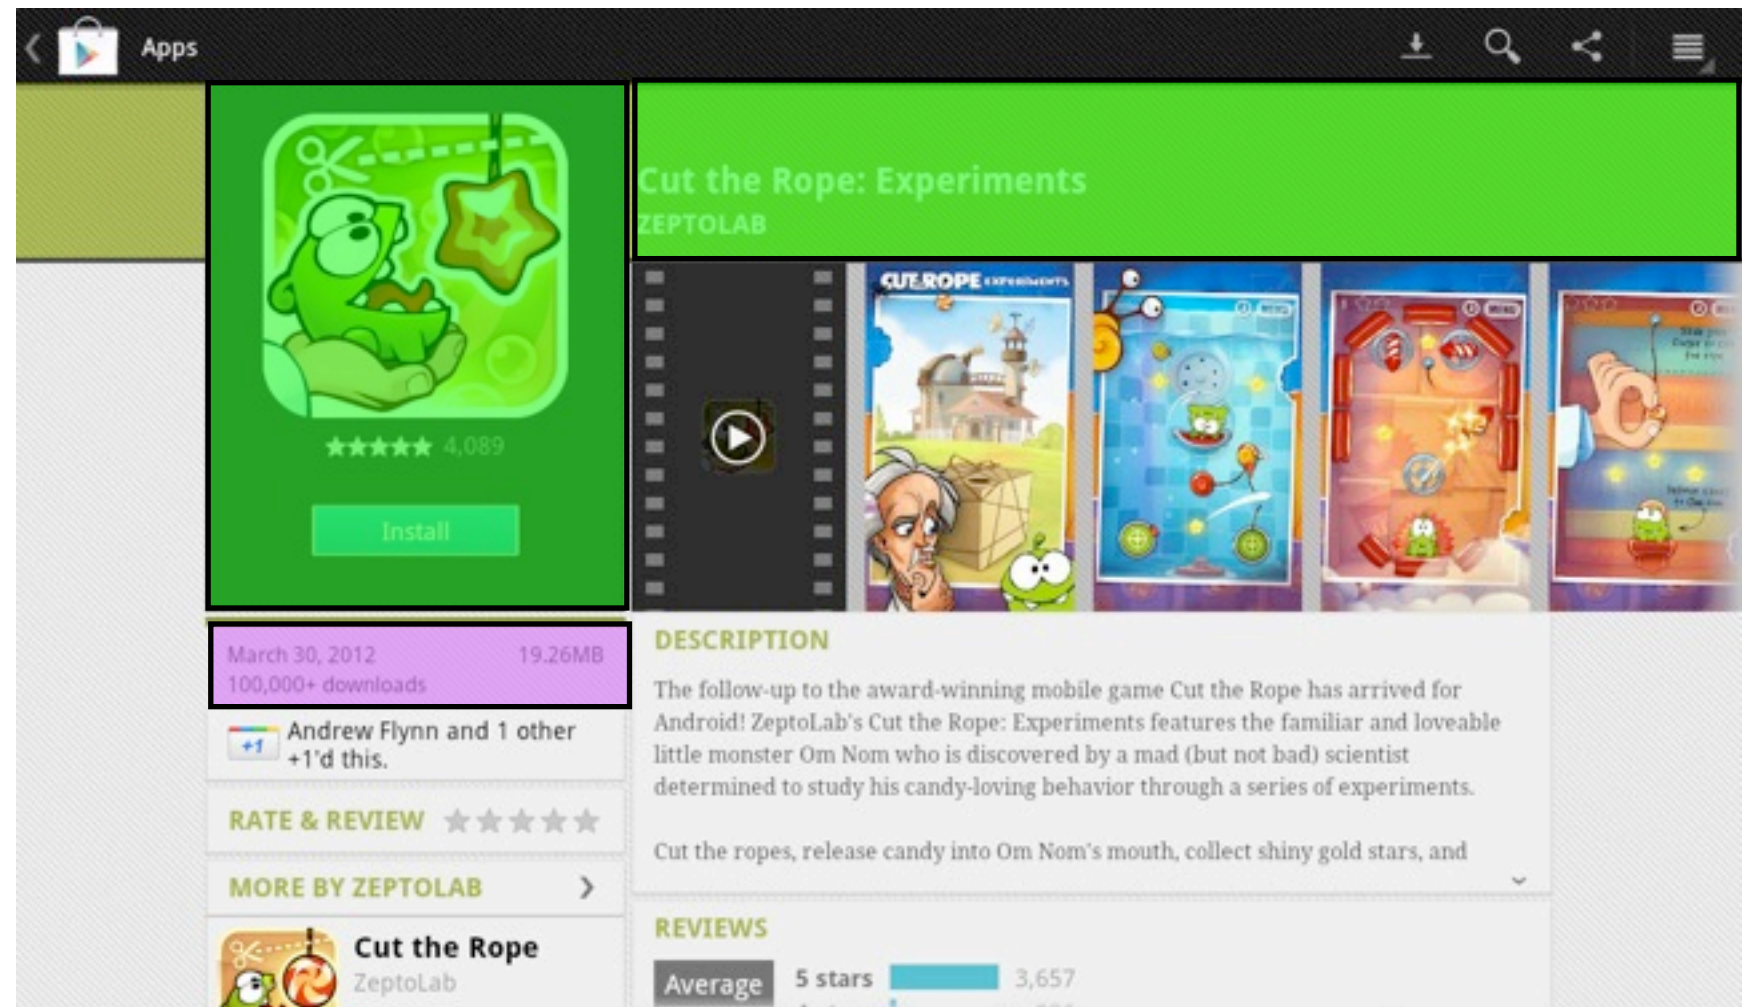 Apps
Cut the Rope: Experiments
ZEPTOLAB
4,089
Install
CUT THE ROPE EXPERIMENTS
MENU
MENU
March 30, 2012 19.26MB
100,000+ downloads
+1 Andrew Flynn and 1 other
+1'd this.
RATE & REVIEW
MORE BY ZEPTOLAB
Cut the Rope
ZeptoLab
DESCRIPTION
The follow-up to the award-winning mobile game Cut the Rope has arrived for
Android! ZeptoLab's Cut the Rope: Experiments features the familiar and loveable
little monster Om Nom who is discovered by a mad (but not bad) scientist
determined to study his candy-loving behavior through a series of experiments.
Cut the ropes, release candy into Om Nom's mouth, collect shiny gold stars, and
REVIEWS
Average
5 stars 3,657